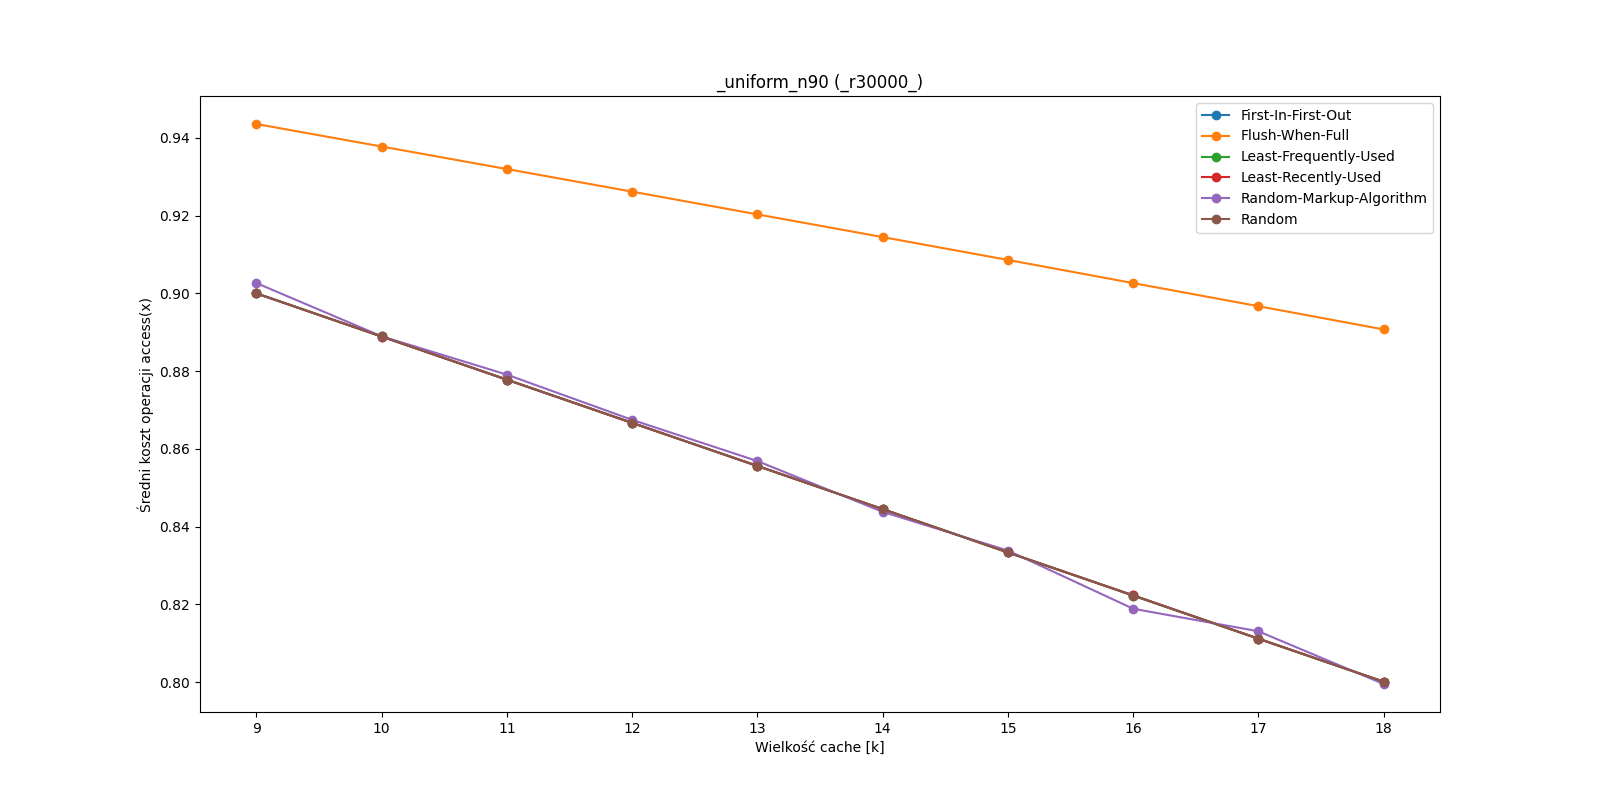 _uniform_n90 (_r30000_)
First-In-First-Out
Flush-When-Full
Least-Frequently-Used
Least-Recently-Used
Random-Markup-Algorithm
Random
Średni koszt operacji access(x)
0.94
0.92
0.90
0.88
0.86
0.84
0.82
0.80
9 10 11 12 13 14 15 16 17 18
Wielkość cache [k]